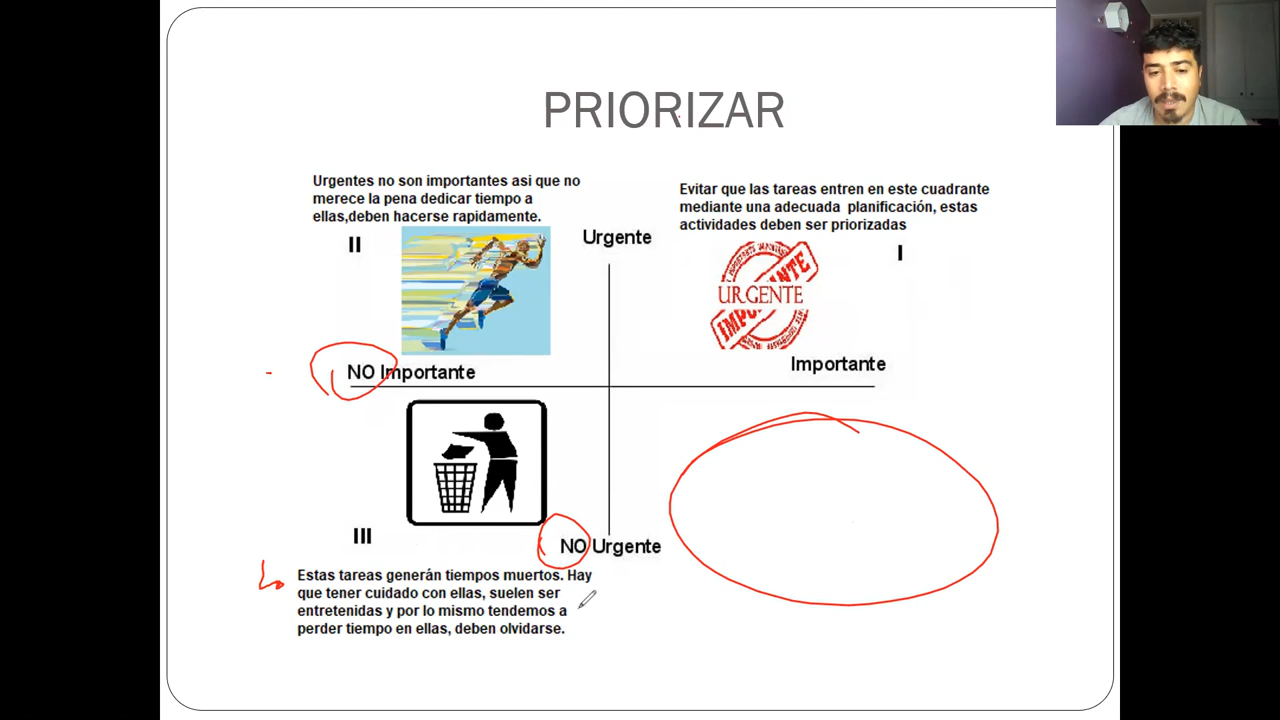 PRIORIZAR
Urgentes no son importantes asi que no
merece la pena dedicar tiempo a
ellas,deben hacerse rapidamente.
II
Urgente
Evitar que las tareas entren en este cuadrante
mediante una adecuada planificación, estas
actividades deben ser priorizadas
I
URGENTE
IMPORTANTE
NO Importante
Importante
III
NO Urgente
Estas tareas generán tiempos muertos. Hay
que tener cuidado con ellas, suelen ser
entretenidas y por lo mismo tendemos a
perder tiempo en ellas, deben olvidarse.